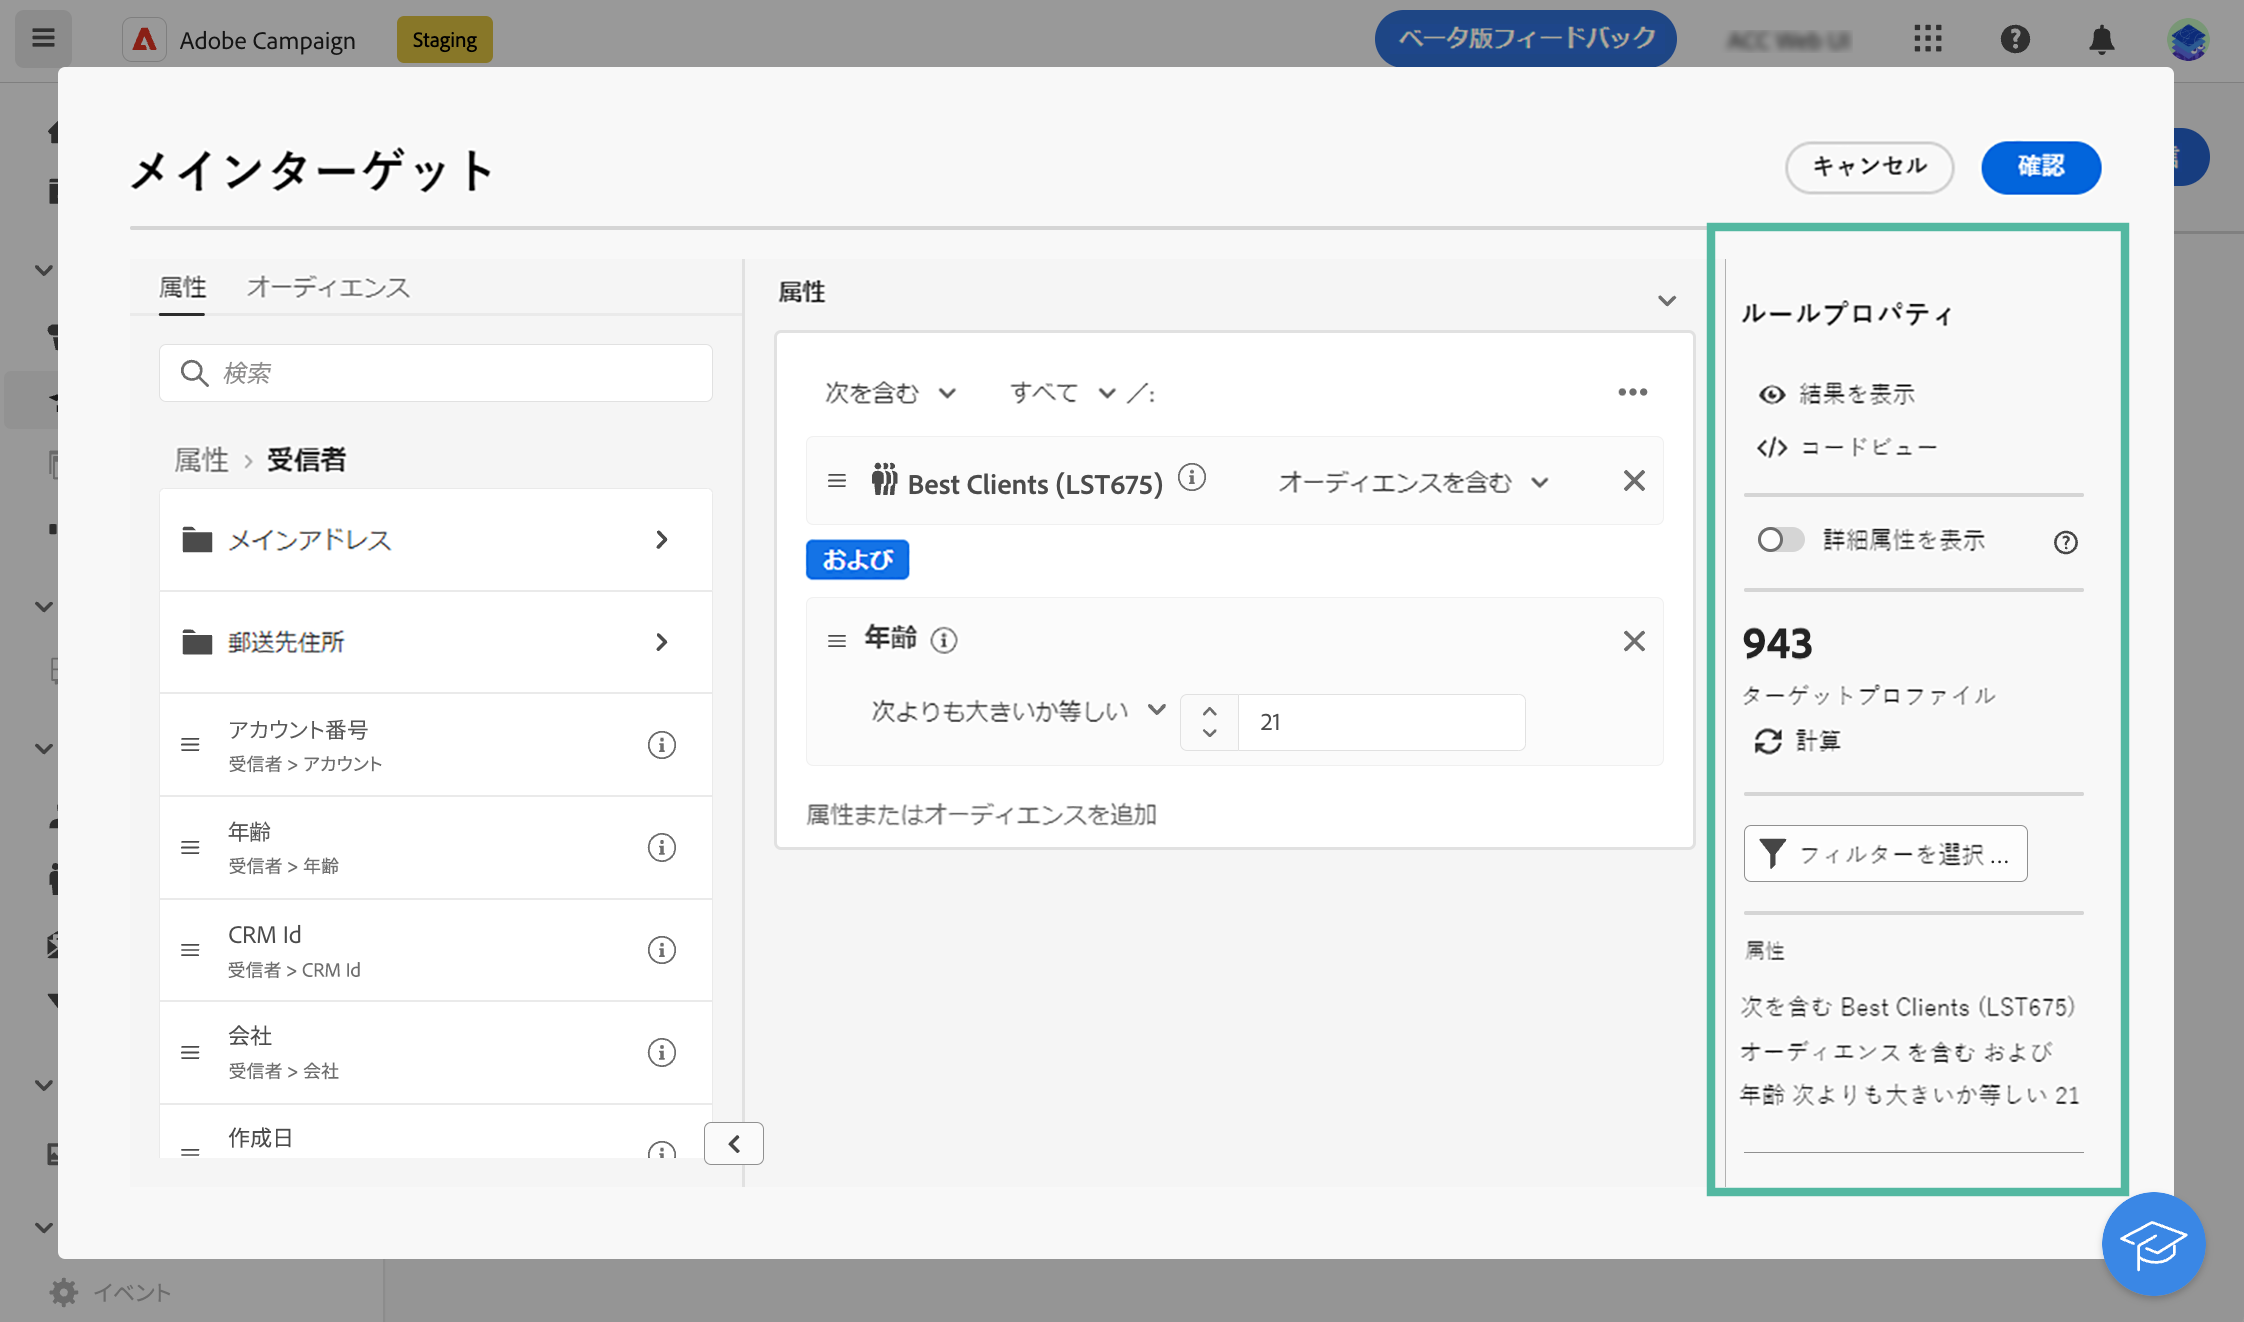 Adobe Campaign
Staging
ベータ版フィードバック
メインターゲット
キャンセル
確認
属性
オーディエンス
検索
属性 > 受信者
メインアドレス
郵送先住所
アカウント番号
受信者 > アカウント
年齢
受信者 > 年齢
CRM Id
受信者 > CRM Id
会社
受信者 > 会社
作成日
属性
次を含む
すべて
/:
Best Clients (LST675)
オーディエンスを含む
および
年齢
次よりも大きいか等しい
21
属性またはオーディエンスを追加
ルールプロパティ
結果を表示
コードビュー
詳細属性を表示
943
ターゲットプロファイル
計算
フィルターを選択 ...
属性
次を含む Best Clients (LST675)
オーディエンス を含む および
年齢 次よりも大きいか等しい 21
イベント